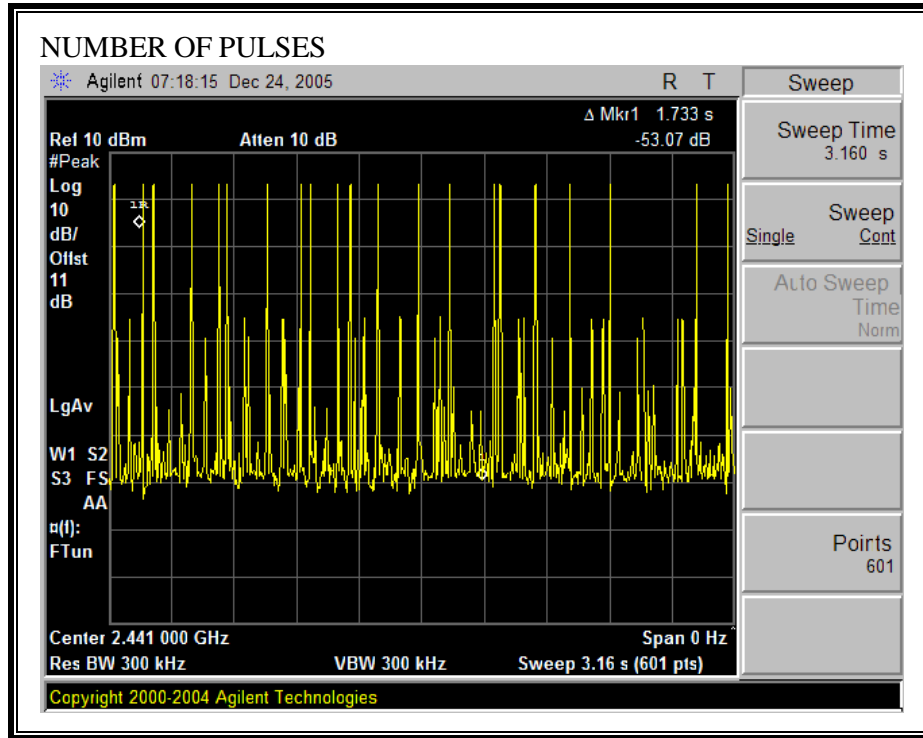 NUMBER OF PULSES
Agilent 07:18:15 Dec 24, 2005 R T
Δ Mkr1 1.733 s
Ref 10 dBm Atten 10 dB -53.07 dB
#Peak
Log
10
dB/
Offst
11
dB
1R
LgAv
W1 S2
S3 FS
AA
¤(f):
FTun
Center 2.441 000 GHz Span 0 Hz
Res BW 300 kHz VBW 300 kHz Sweep 3.16 s (601 pts)
Copyright 2000-2004 Agilent Technologies
Sweep
Sweep Time
3.160 s
Sweep
Single Cont
Auto Sweep
Time
Norm
Points
601